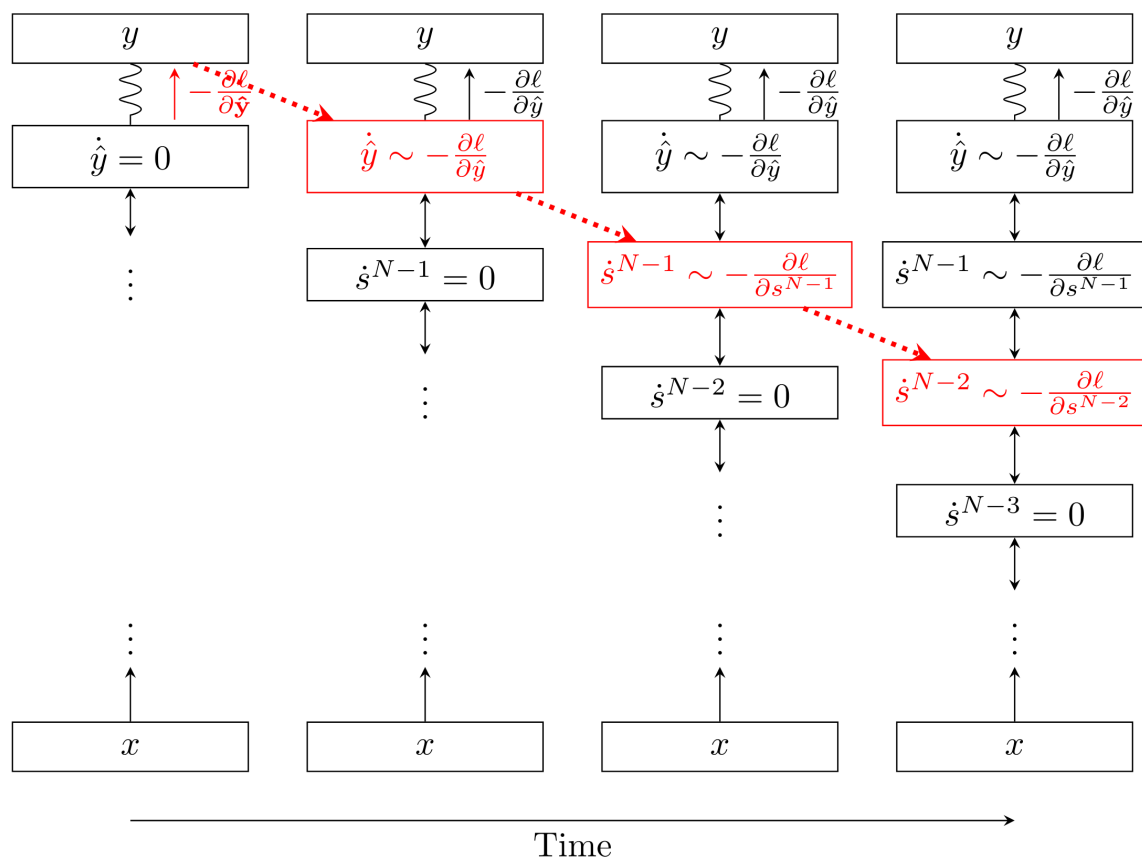 y y y y
−∂ℓ/∂ŷ −∂ℓ/∂ŷ −∂ℓ/∂ŷ −∂ℓ/∂ŷ
ŷ̇ = 0 ŷ̇ ∼ −∂ℓ/∂ŷ ŷ̇ ∼ −∂ℓ/∂ŷ ŷ̇ ∼ −∂ℓ/∂ŷ
⋮ ṡ^{N−1} = 0 ṡ^{N−1} ∼ −∂ℓ/∂s^{N−1} ṡ^{N−1} ∼ −∂ℓ/∂s^{N−1}
⋮ ṡ^{N−2} = 0 ṡ^{N−2} ∼ −∂ℓ/∂s^{N−2}
⋮ ṡ^{N−3} = 0
⋮ ⋮ ⋮ ⋮
x x x x
Time